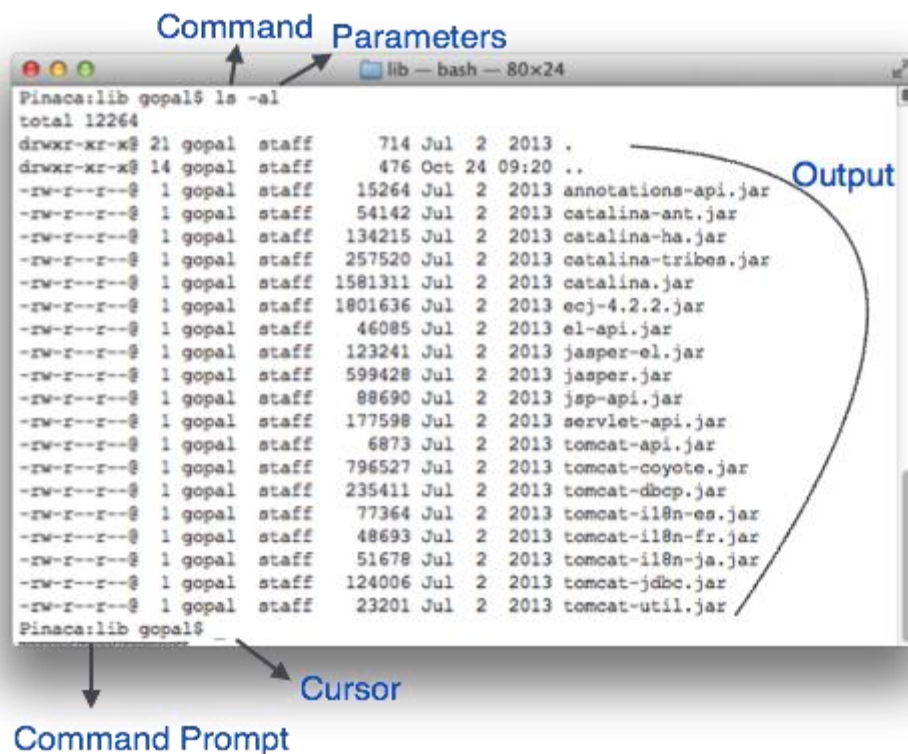 Command Parameters
lib — bash — 80×24
Pinaca:lib gopal$ ls -al
total 12264
drwxr-xr-x@ 21 gopal staff 714 Jul 2 2013 .
drwxr-xr-x@ 14 gopal staff 476 Oct 24 09:20 ..
Output
-rw-r--r--@ 1 gopal staff 15264 Jul 2 2013 annotations-api.jar
-rw-r--r--@ 1 gopal staff 54142 Jul 2 2013 catalina-ant.jar
-rw-r--r--@ 1 gopal staff 134215 Jul 2 2013 catalina-ha.jar
-rw-r--r--@ 1 gopal staff 257520 Jul 2 2013 catalina-tribes.jar
-rw-r--r--@ 1 gopal staff 1581311 Jul 2 2013 catalina.jar
-rw-r--r--@ 1 gopal staff 1801636 Jul 2 2013 ecj-4.2.2.jar
-rw-r--r--@ 1 gopal staff 46085 Jul 2 2013 el-api.jar
-rw-r--r--@ 1 gopal staff 123241 Jul 2 2013 jasper-el.jar
-rw-r--r--@ 1 gopal staff 599428 Jul 2 2013 jasper.jar
-rw-r--r--@ 1 gopal staff 88690 Jul 2 2013 jsp-api.jar
-rw-r--r--@ 1 gopal staff 177598 Jul 2 2013 servlet-api.jar
-rw-r--r--@ 1 gopal staff 6873 Jul 2 2013 tomcat-api.jar
-rw-r--r--@ 1 gopal staff 796527 Jul 2 2013 tomcat-coyote.jar
-rw-r--r--@ 1 gopal staff 235411 Jul 2 2013 tomcat-dbcp.jar
-rw-r--r--@ 1 gopal staff 77364 Jul 2 2013 tomcat-i18n-es.jar
-rw-r--r--@ 1 gopal staff 48693 Jul 2 2013 tomcat-i18n-fr.jar
-rw-r--r--@ 1 gopal staff 51678 Jul 2 2013 tomcat-i18n-ja.jar
-rw-r--r--@ 1 gopal staff 124006 Jul 2 2013 tomcat-jdbc.jar
-rw-r--r--@ 1 gopal staff 23201 Jul 2 2013 tomcat-util.jar
Pinaca:lib gopal$ _
Cursor
Command Prompt